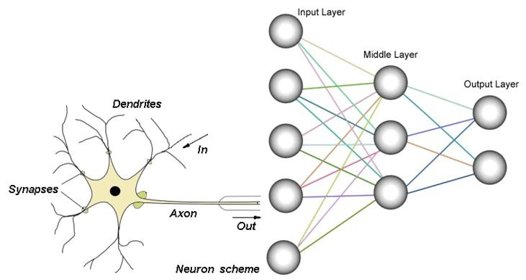 Input Layer
Middle Layer
Output Layer
Dendrites
In
Synapses
Axon
Out
Neuron scheme